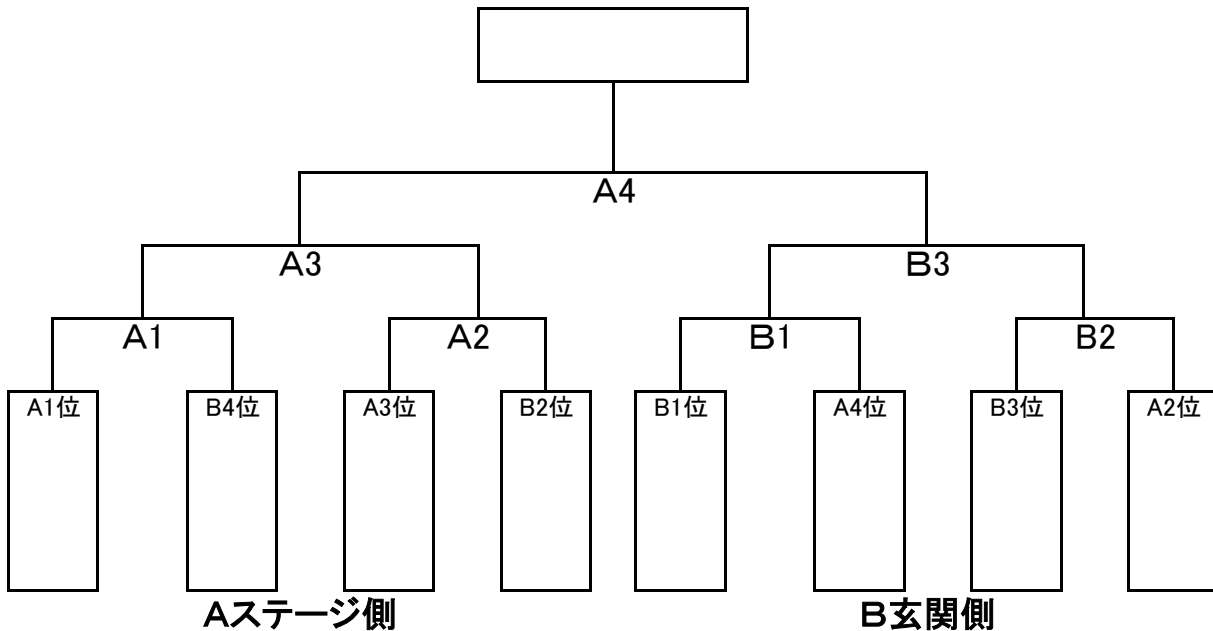 A4
A3
B3
A1
A2
B1
B2
A1位
B4位
A3位
B2位
B1位
A4位
B3位
A2位
Aステージ側
B玄関側